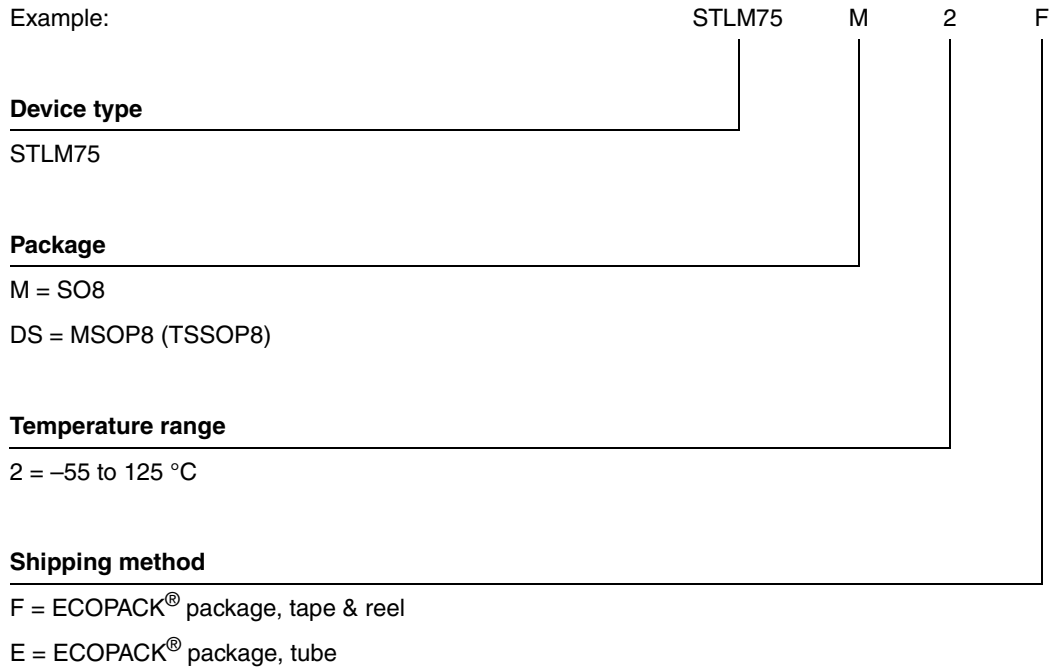 Example: STLM75 M 2 F
Device type
STLM75
Package
M = SO8
DS = MSOP8 (TSSOP8)
Temperature range
2 = –55 to 125 °C
Shipping method
F = ECOPACK® package, tape & reel
E = ECOPACK® package, tube